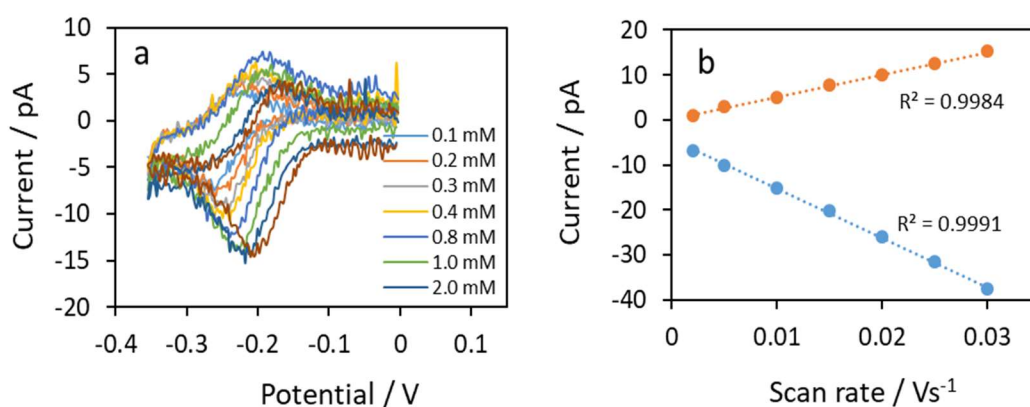 a
Current / pA
10
5
0
-5
-10
-15
-20
-0.4
-0.3
-0.2
-0.1
0
0.1
Potential / V
0.1 mM
0.2 mM
0.3 mM
0.4 mM
0.8 mM
1.0 mM
2.0 mM
b
Current / pA
20
10
0
-10
-20
-30
-40
0
0.01
0.02
0.03
Scan rate / Vs⁻¹
R² = 0.9984
R² = 0.9991